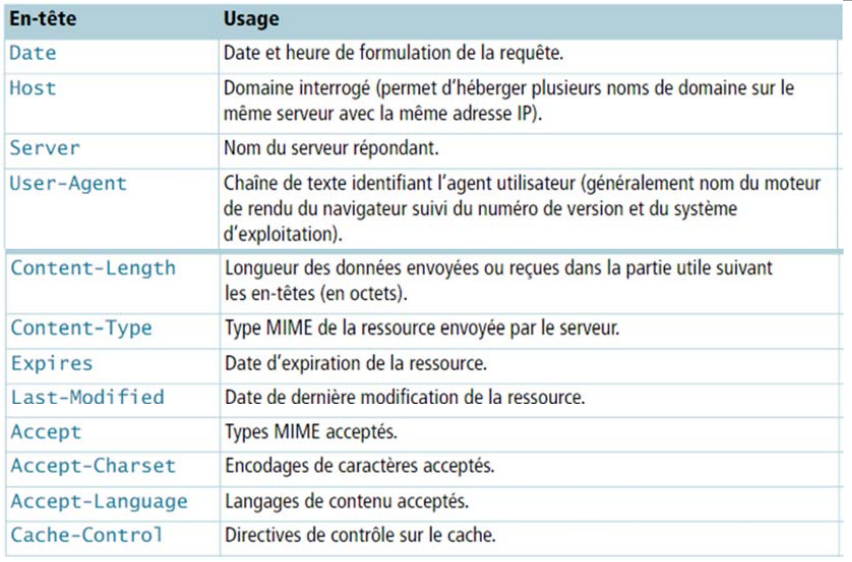 En-tête Usage
Date Date et heure de formulation de la requête.
Host Domaine interrogé (permet d'héberger plusieurs noms de domaine sur le
même serveur avec la même adresse IP).
Server Nom du serveur répondant.
User-Agent Chaîne de texte identifiant l'agent utilisateur (généralement nom du moteur
de rendu du navigateur suivi du numéro de version et du système
d'exploitation).
Content-Length Longueur des données envoyées ou reçues dans la partie utile suivant
les en-têtes (en octets).
Content-Type Type MIME de la ressource envoyée par le serveur.
Expires Date d'expiration de la ressource.
Last-Modified Date de dernière modification de la ressource.
Accept Types MIME acceptés.
Accept-Charset Encodages de caractères acceptés.
Accept-Language Langages de contenu acceptés.
Cache-Control Directives de contrôle sur le cache.